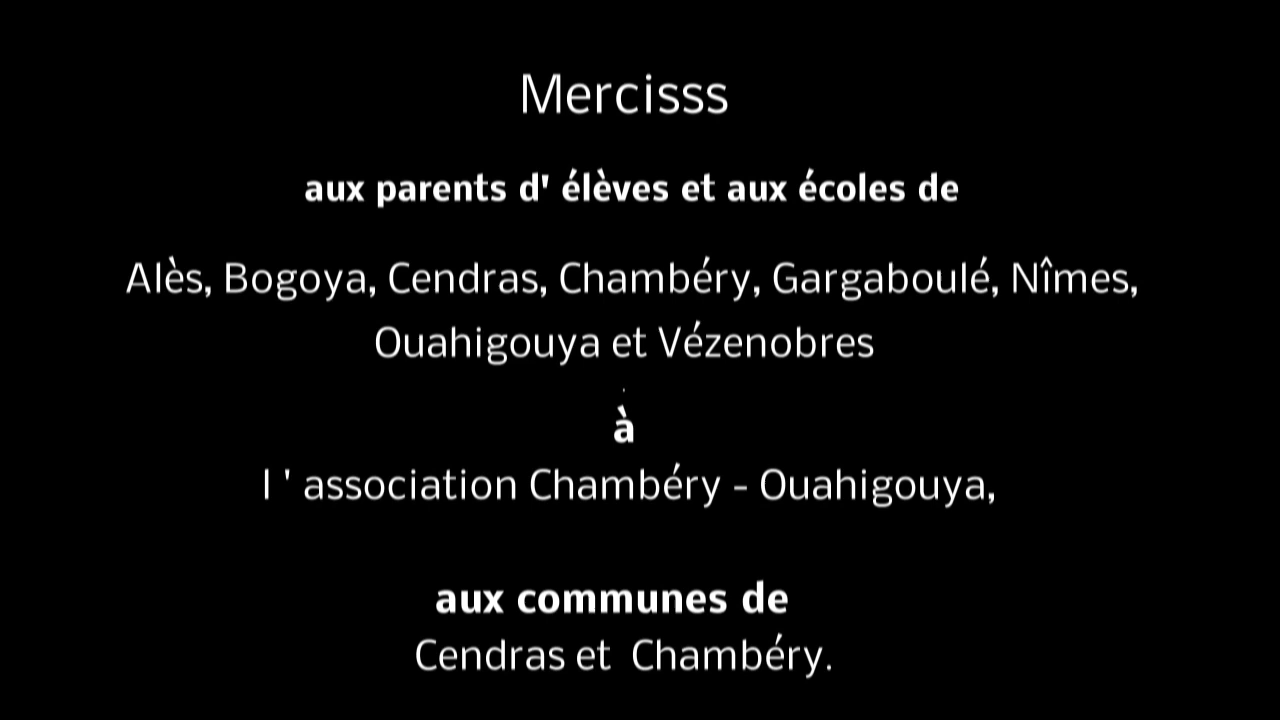 Mercisss
aux parents d' élèves et aux écoles de
Alès, Bogoya, Cendras, Chambéry, Gargaboulé, Nîmes,
Ouahigouya et Vézenobres
.
à
l ' association Chambéry - Ouahigouya,
aux communes de
Cendras et  Chambéry.